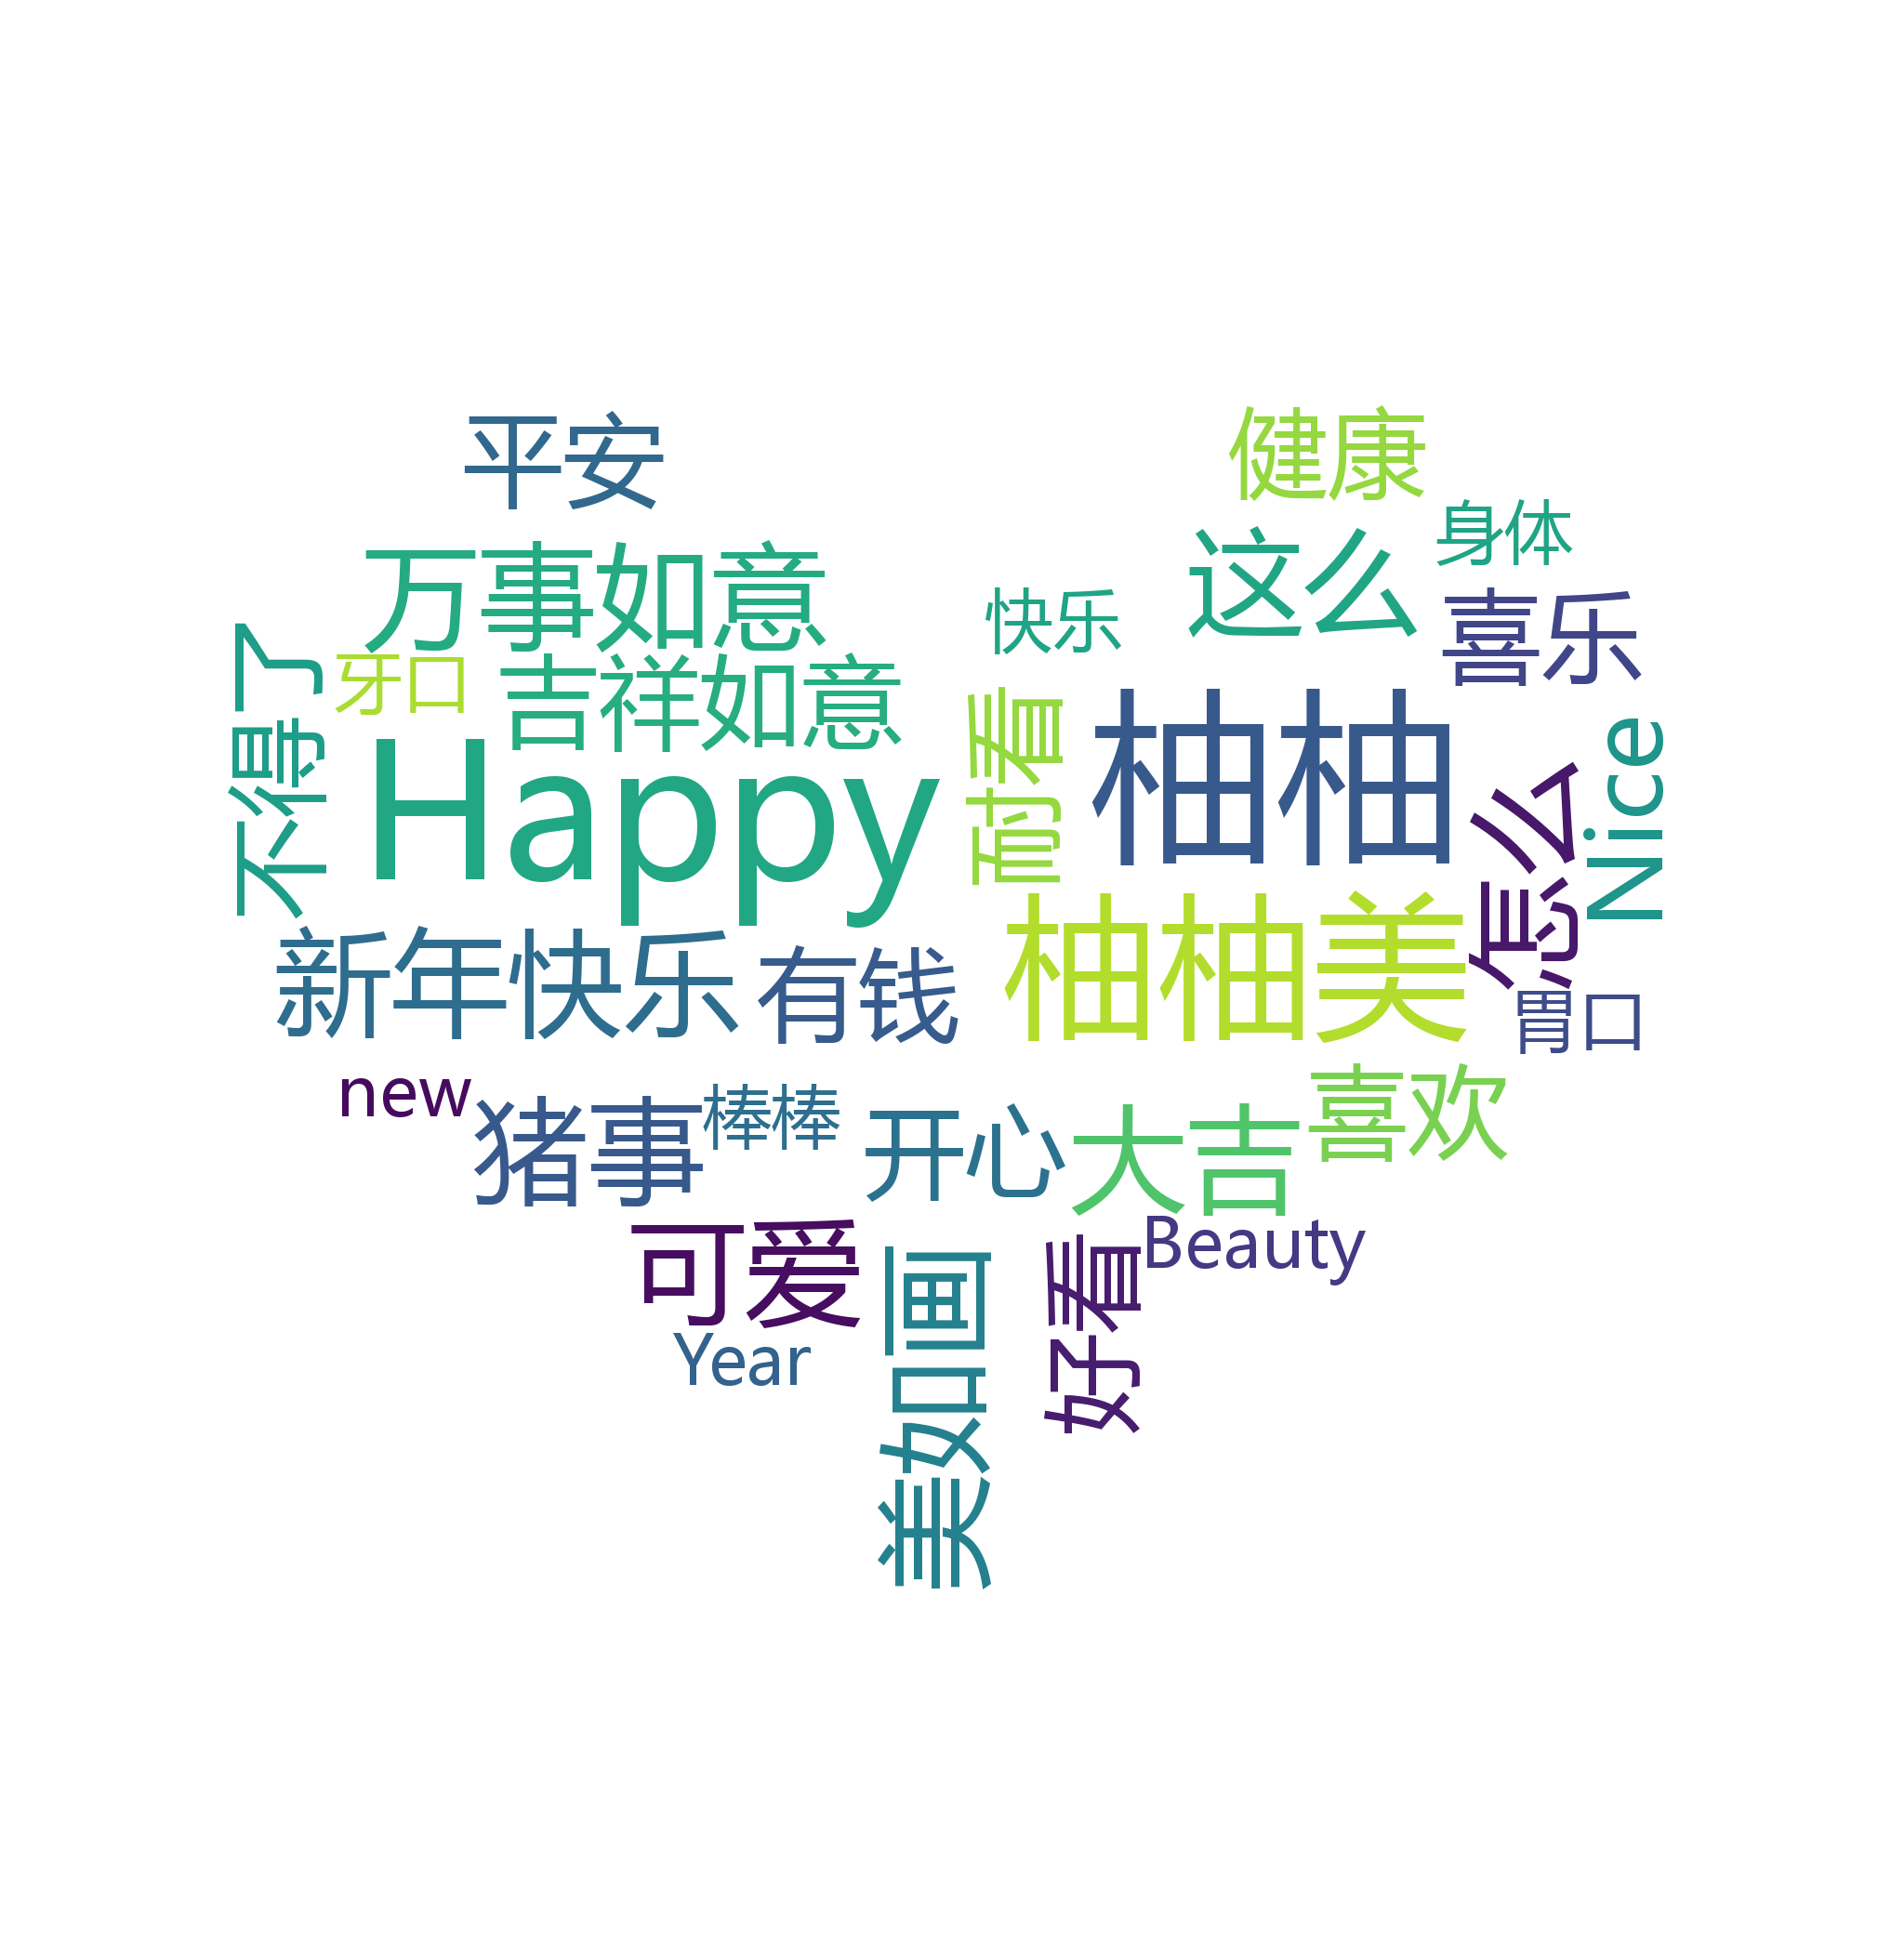 平安
健康
身体
万事如意
这么
快乐
喜乐
不得了
牙口
吉祥如意
耐看
柚柚
Nice
Happy
怎么
柚柚美
新年快乐
有钱
胃口
new
猪事
棒棒
开心
大吉
喜欢
可爱
Beauty
美如画
好看
Year